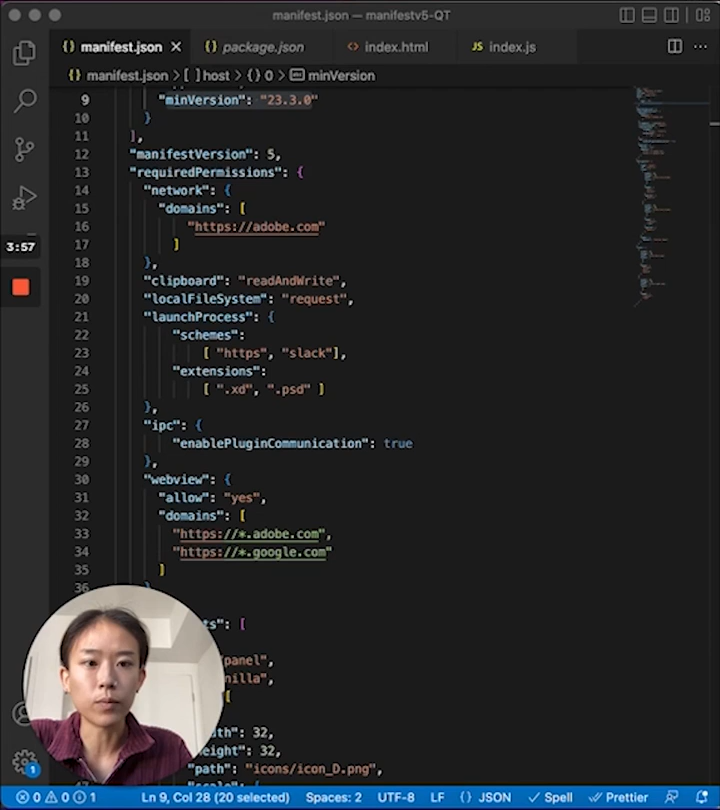 manifest.json — manifestv5-QT
{} manifest.json × {} package.json <> index.html JS index.js ···
{} manifest.json > [ ] host > {} 0 > minVersion
9 "minVersion": "23.3.0"
10 }
11 ],
12 "manifestVersion": 5,
13 "requiredPermissions": {
14 "network": {
15 "domains": [
16 "https://adobe.com"
17 ]
18 },
19 "clipboard": "readAndWrite",
20 "localFileSystem": "request",
21 "launchProcess": {
22 "schemes":
23 [ "https", "slack"],
24 "extensions":
25 [ ".xd", ".psd" ]
26 },
27 "ipc": {
28 "enablePluginCommunication": true
29 },
30 "webview": {
31 "allow": "yes",
32 "domains": [
33 "https://*.adobe.com",
34 "https://*.google.com"
35 ]
36
ts": [
panel",
nilla",
[
th": 32,
eight": 32,
"path": "icons/icon_D.png",
3:57
1
0 0 1 Ln 9, Col 28 (20 selected) Spaces: 2 UTF-8 LF {} JSON Spell Prettier